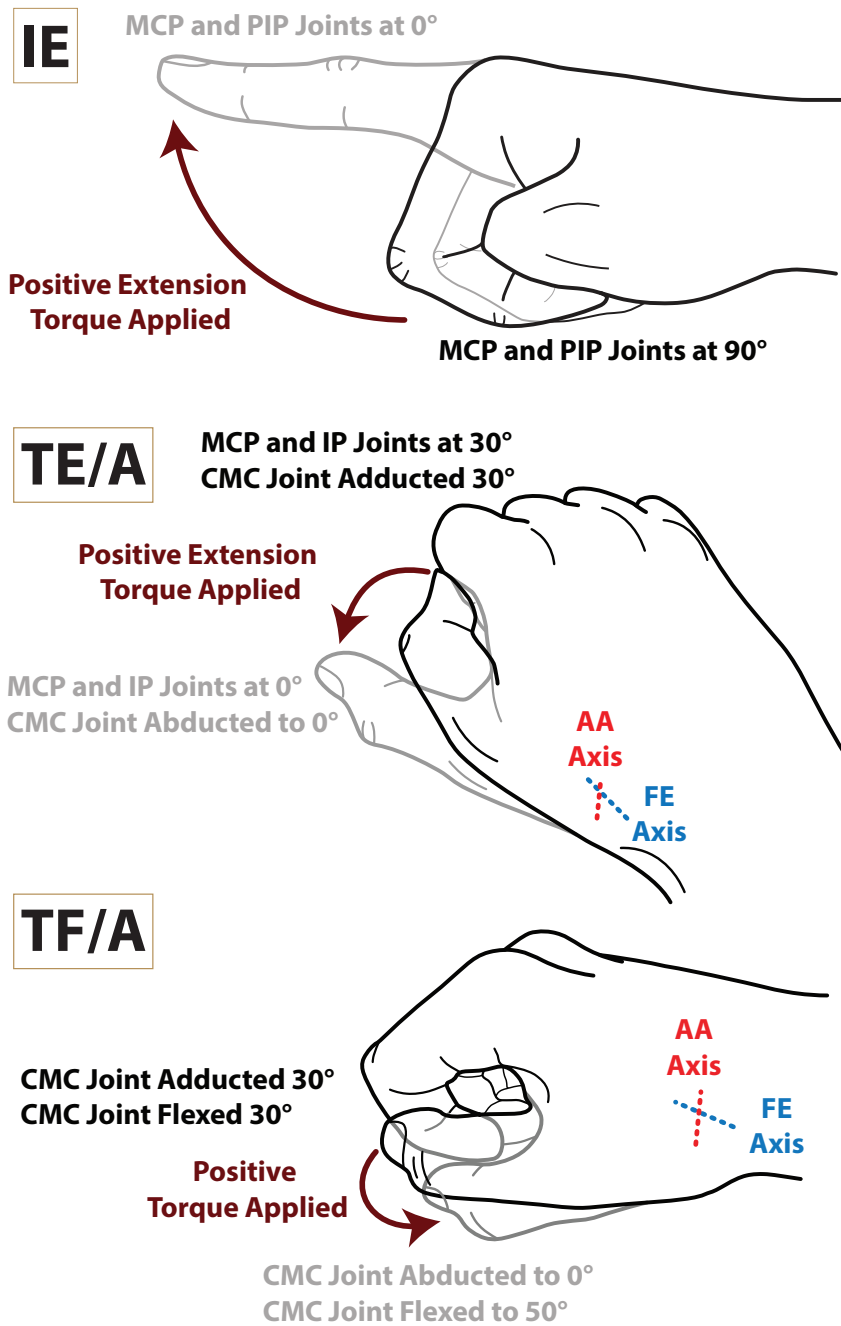 IE
MCP and PIP Joints at 0°
Positive Extension
Torque Applied
MCP and PIP Joints at 90°
TE/A
MCP and IP Joints at 30°
CMC Joint Adducted 30°
Positive Extension
Torque Applied
MCP and IP Joints at 0°
CMC Joint Abducted to 0°
AA
Axis
FE
Axis
TF/A
CMC Joint Adducted 30°
CMC Joint Flexed 30°
AA
Axis
FE
Axis
Positive
Torque Applied
CMC Joint Abducted to 0°
CMC Joint Flexed to 50°